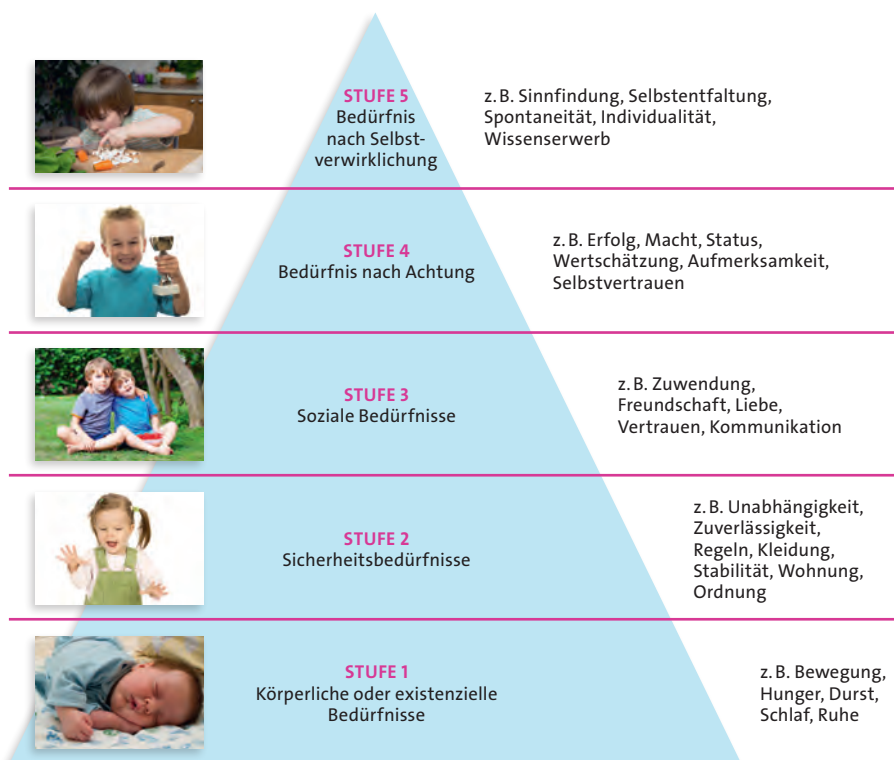 STUFE 5
Bedürfnis
nach Selbst-
verwirklichung
z. B. Sinnfindung, Selbstentfaltung,
Spontaneität, Individualität,
Wissenserwerb
STUFE 4
Bedürfnis nach Achtung
z. B. Erfolg, Macht, Status,
Wertschätzung, Aufmerksamkeit,
Selbstvertrauen
STUFE 3
Soziale Bedürfnisse
z. B. Zuwendung,
Freundschaft, Liebe,
Vertrauen, Kommunikation
STUFE 2
Sicherheitsbedürfnisse
z. B. Unabhängigkeit,
Zuverlässigkeit,
Regeln, Kleidung,
Stabilität, Wohnung,
Ordnung
STUFE 1
Körperliche oder existenzielle
Bedürfnisse
z. B. Bewegung,
Hunger, Durst,
Schlaf, Ruhe